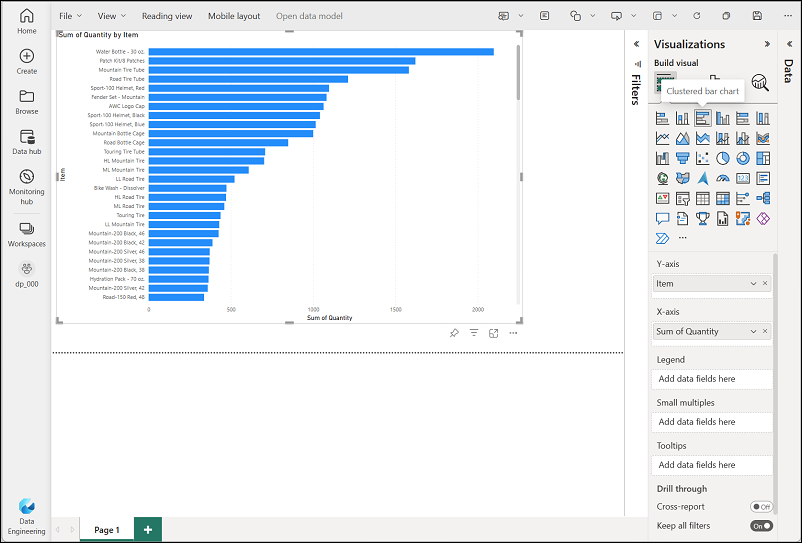 Home
Create
Browse
Data hub
Monitoring
hub
Workspaces
dp_000
Data
Engineering
File
View
Reading view
Mobile layout
Open data model
Sum of Quantity by Item
Item
Water Bottle - 30 oz.
Patch Kit/8 Patches
Mountain Tire Tube
Road Tire Tube
Sport-100 Helmet, Red
Fender Set - Mountain
AWC Logo Cap
Sport-100 Helmet, Black
Sport-100 Helmet, Blue
Mountain Bottle Cage
Road Bottle Cage
Touring Tire Tube
HL Mountain Tire
ML Mountain Tire
LL Road Tire
Bike Wash - Dissolver
HL Road Tire
ML Road Tire
Touring Tire
LL Mountain Tire
Mountain-200 Black, 46
Mountain-200 Black, 42
Mountain-200 Silver, 46
Mountain-200 Silver, 38
Mountain-200 Black, 38
Hydration Pack - 70 oz.
Mountain-200 Silver, 42
Road-150 Red, 48
0 500 1000 1500 2000
Sum of Quantity
Page 1
Filters
Visualizations
Build visual
Clustered bar chart
123
Y-axis
Item
X-axis
Sum of Quantity
Legend
Add data fields here
Small multiples
Add data fields here
Tooltips
Add data fields here
Drill through
Cross-report
Off
Keep all filters
On
Data